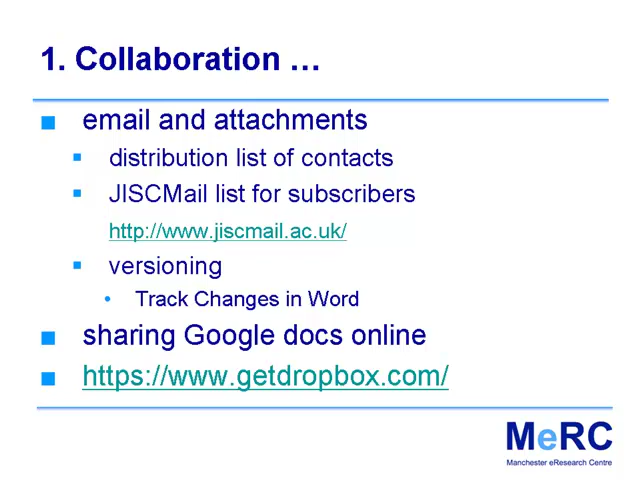 1. Collaboration …
email and attachments
distribution list of contacts
JISCMail list for subscribers
http://www.jiscmail.ac.uk/
versioning
Track Changes in Word
sharing Google docs online
https://www.getdropbox.com/
MeRC
Manchester eResearch Centre